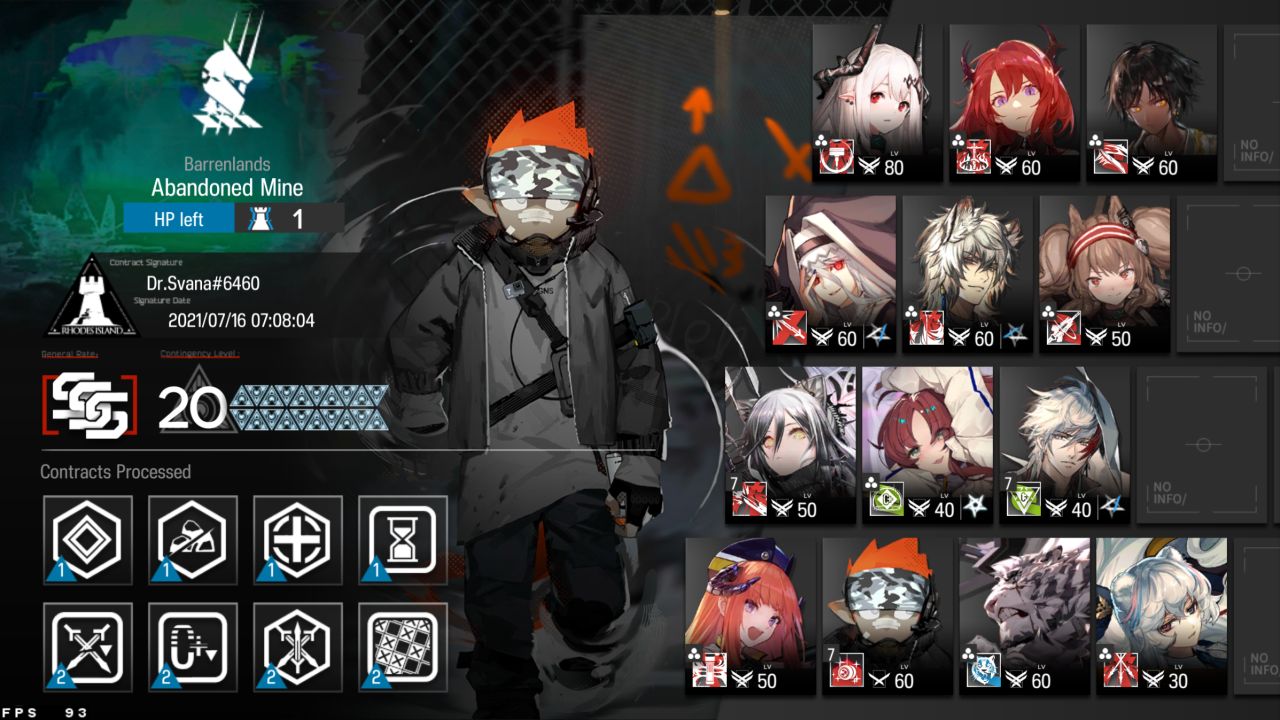 Barrenlands
Abandoned Mine
HP left 1
Contract Signature
Dr.Svana#6460
Signature Date
2021/07/16 07:08:04
RHODES ISLAND
General Rate:
Contingency Level:
SSS
20
Contracts Processed
1 1 1 1
2 2 2 2
FPS 93
GNS
LV 80
LV 60
LV 60
NO INFO/
LV 60
LV 60
LV 50
NO INFO/
7 LV 50
LV 40
7 LV 40
NO INFO/
LV 50
7 LV 60
LV 60
LV 30
NO INFO